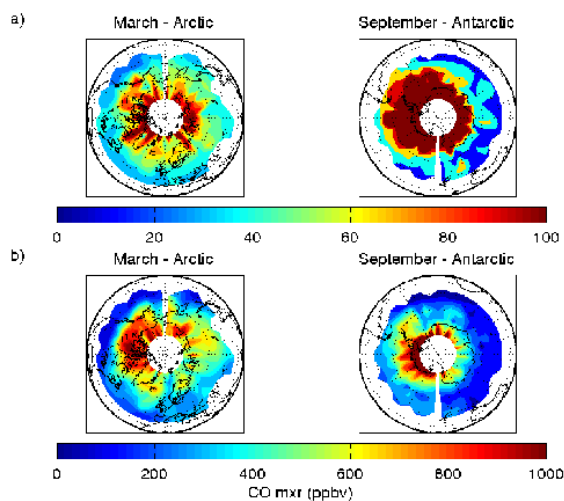 a)
March - Arctic
September - Antarctic
0 20 40 60 80 100
b)
March - Arctic
September - Antarctic
0 200 400 600 800 1000
CO mxr (ppbv)